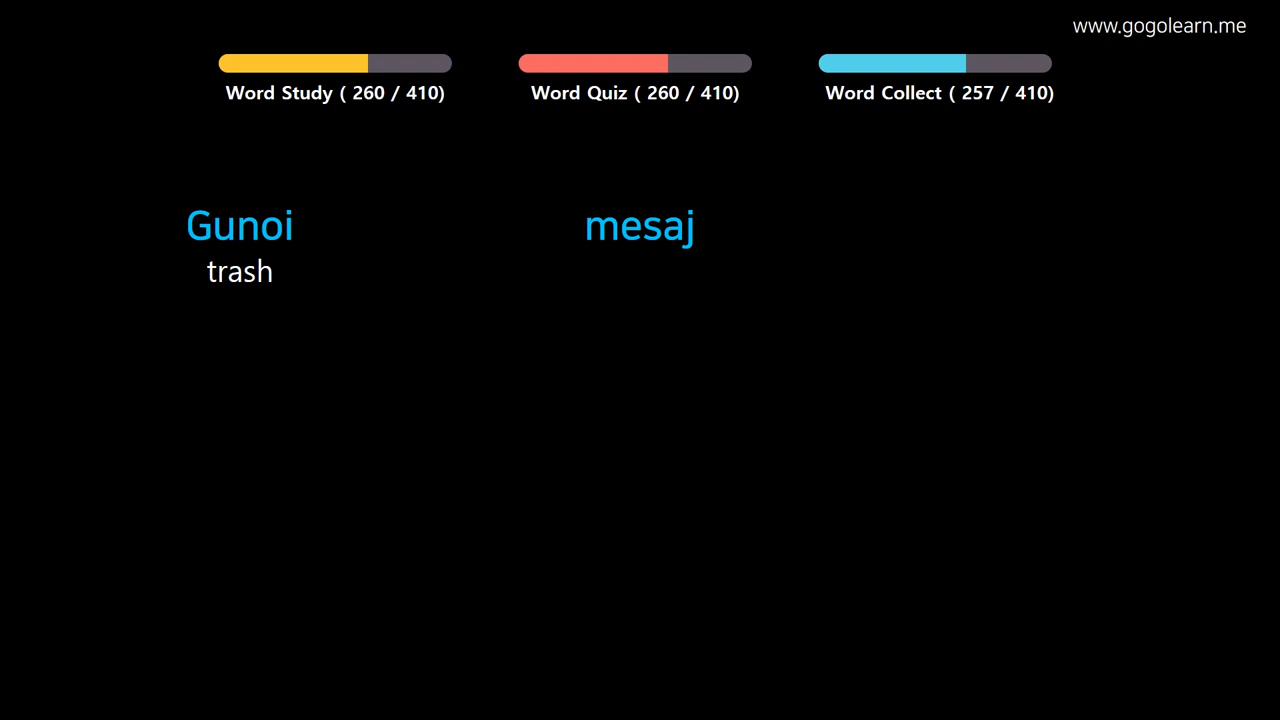 www.gogolearn.me
Word Study ( 260 / 410)
Word Quiz ( 260 / 410)
Word Collect ( 257 / 410)
Gunoi
trash
mesaj